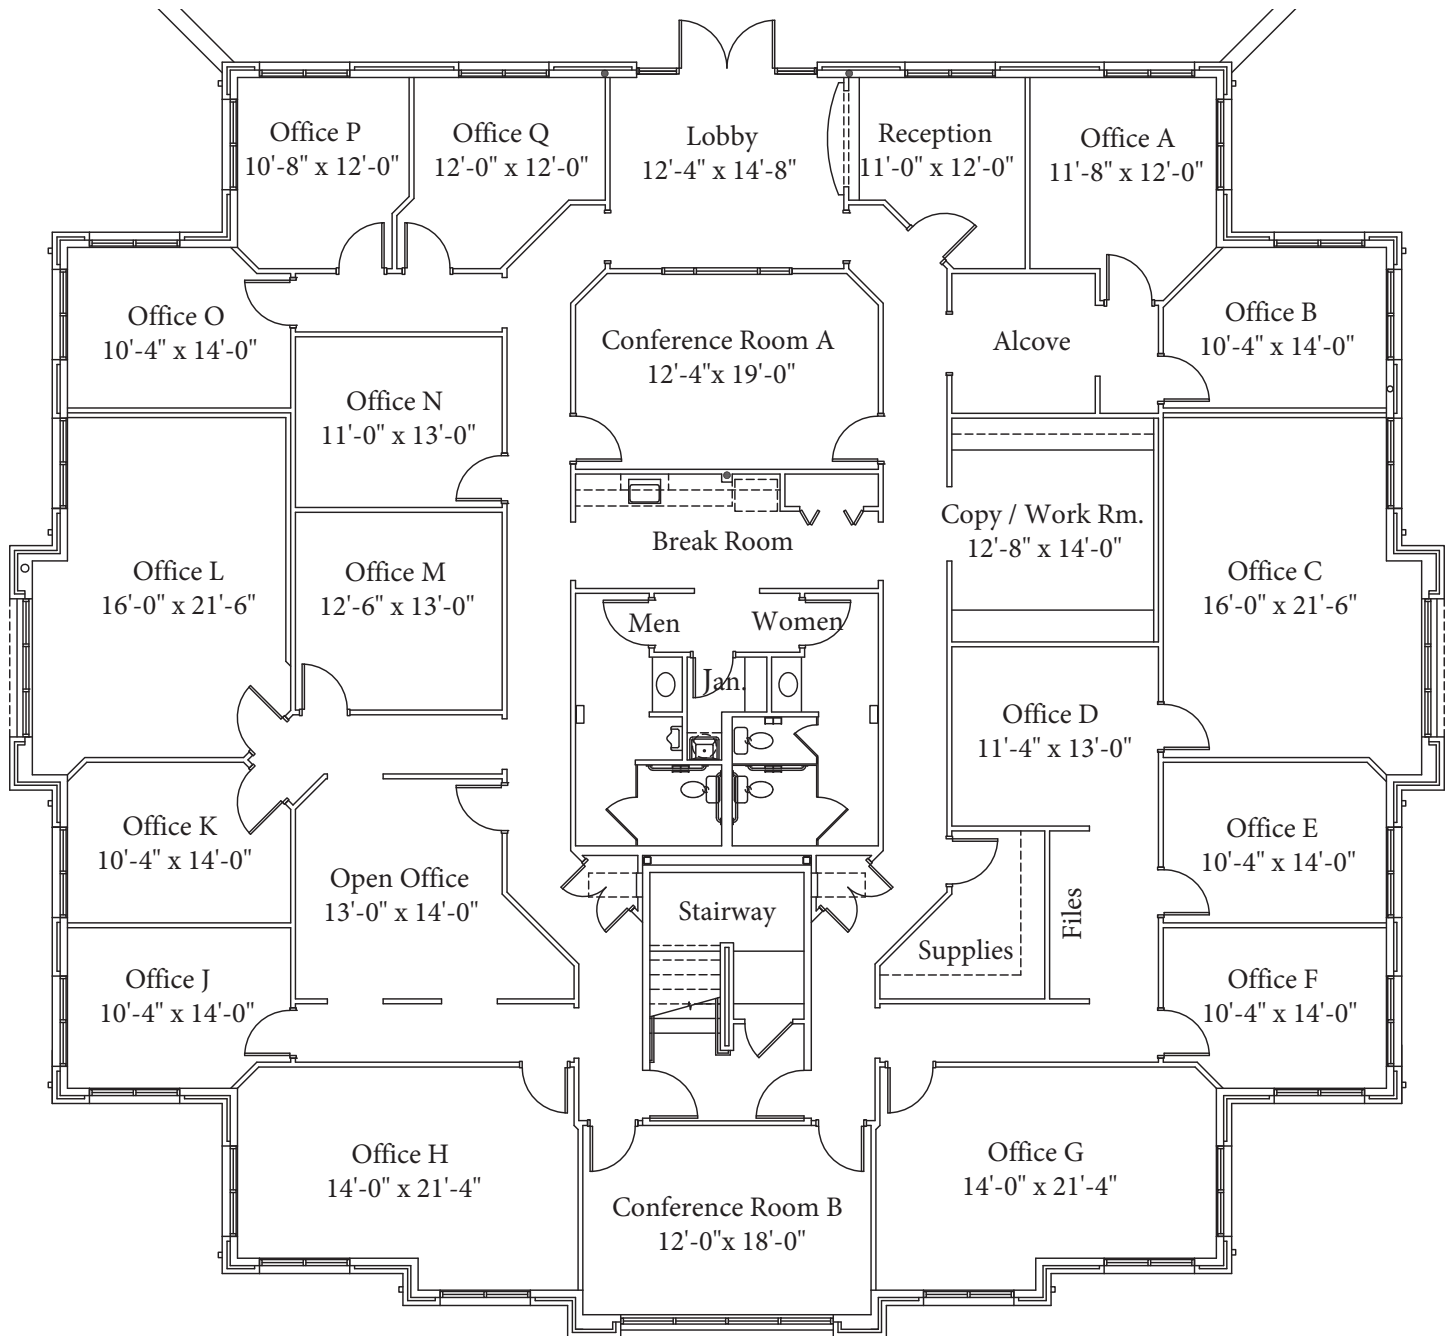 Office P
10'-8" x 12'-0"
Office Q
12'-0" x 12'-0"
Lobby
12'-4" x 14'-8"
Reception
11'-0" x 12'-0"
Office A
11'-8" x 12'-0"
Office O
10'-4" x 14'-0"
Conference Room A
12'-4"x 19'-0"
Alcove
Office B
10'-4" x 14'-0"
Office N
11'-0" x 13'-0"
Copy / Work Rm.
12'-8" x 14'-0"
Break Room
Office L
16'-0" x 21'-6"
Office M
12'-6" x 13'-0"
Office C
16'-0" x 21'-6"
Men
Women
Jan.
Office D
11'-4" x 13'-0"
Office K
10'-4" x 14'-0"
Office E
10'-4" x 14'-0"
Open Office
13'-0" x 14'-0"
Stairway
Files
Supplies
Office J
10'-4" x 14'-0"
Office F
10'-4" x 14'-0"
Office H
14'-0" x 21'-4"
Office G
14'-0" x 21'-4"
Conference Room B
12'-0"x 18'-0"